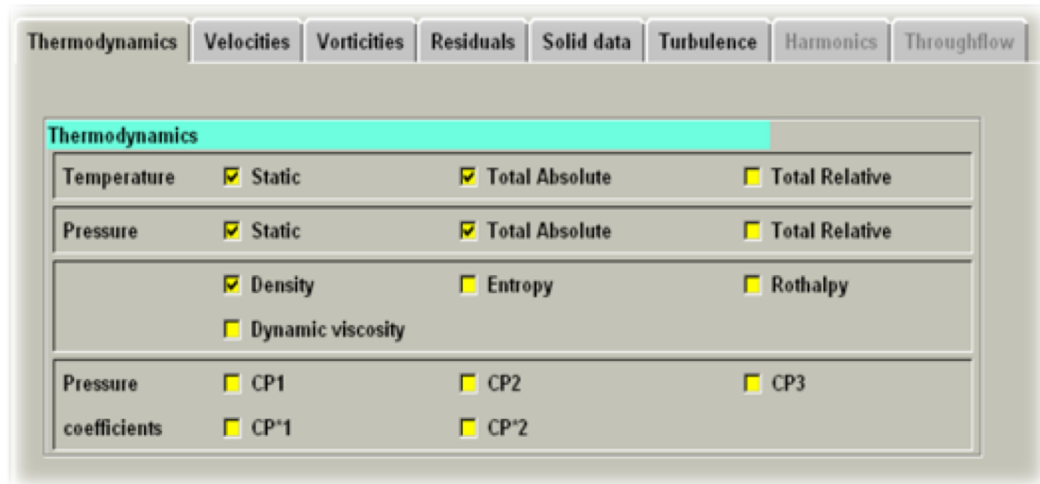 Thermodynamics Velocities Vorticities Residuals Solid data Turbulence Harmonics Throughflow
Thermodynamics
Temperature Static Total Absolute Total Relative
Pressure Static Total Absolute Total Relative
Density Entropy Rothalpy
Dynamic viscosity
Pressure CP1 CP2 CP3
coefficients CP*1 CP*2